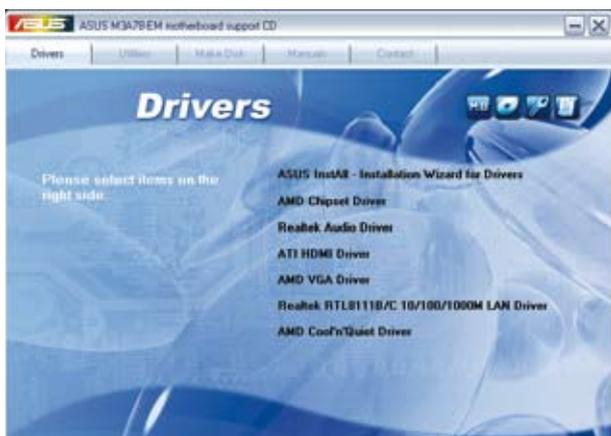 ASUS ASUS M3A78-EM motherboard support CD
Drivers Utilities Make Disk Manuals Contact
Drivers
Please select items on the
right side.
ASUS InstAll - Installation Wizard for Drivers
AMD Chipset Driver
Realtek Audio Driver
ATI HDMI Driver
AMD VGA Driver
Realtek RTL8111B/C 10/100/1000M LAN Driver
AMD Cool'n'Quiet Driver